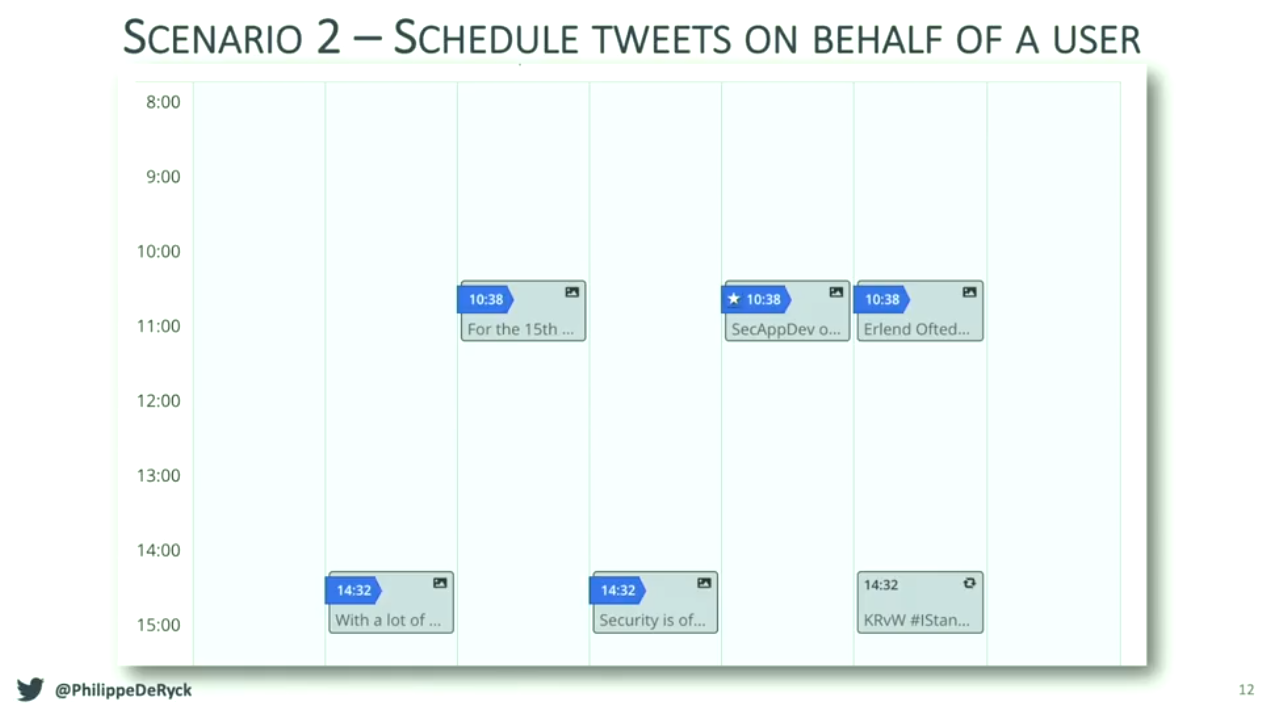 SCENARIO 2 – SCHEDULE TWEETS ON BEHALF OF A USER
8:00
9:00
10:00
10:38
For the 15th ...
10:38
SecAppDev o...
10:38
Erlend Ofted...
11:00
12:00
13:00
14:00
14:32
With a lot of ...
14:32
Security is of...
14:32
KRvW #IStan...
15:00
@PhilippeDeRyck
12